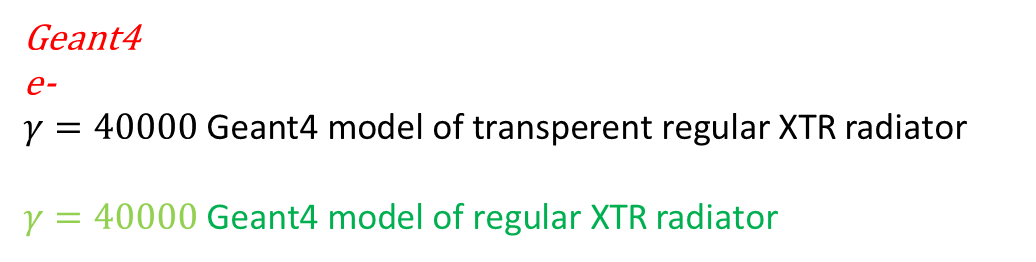 Geant4
e-
γ = 40000 Geant4 model of transperent regular XTR radiator
γ = 40000 Geant4 model of regular XTR radiator